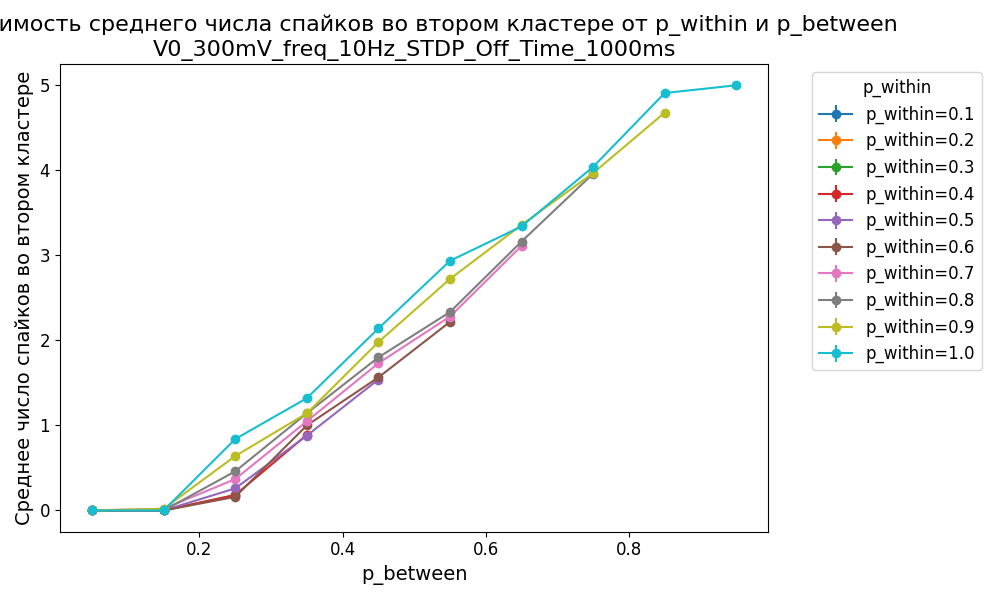 имость среднего числа спайков во втором кластере от p_within и p_between
V0_300mV_freq_10Hz_STDP_Off_Time_1000ms
Среднее число спайков во втором кластере
5
4
3
2
1
0
0.2
0.4
0.6
0.8
p_between
p_within
p_within=0.1
p_within=0.2
p_within=0.3
p_within=0.4
p_within=0.5
p_within=0.6
p_within=0.7
p_within=0.8
p_within=0.9
p_within=1.0